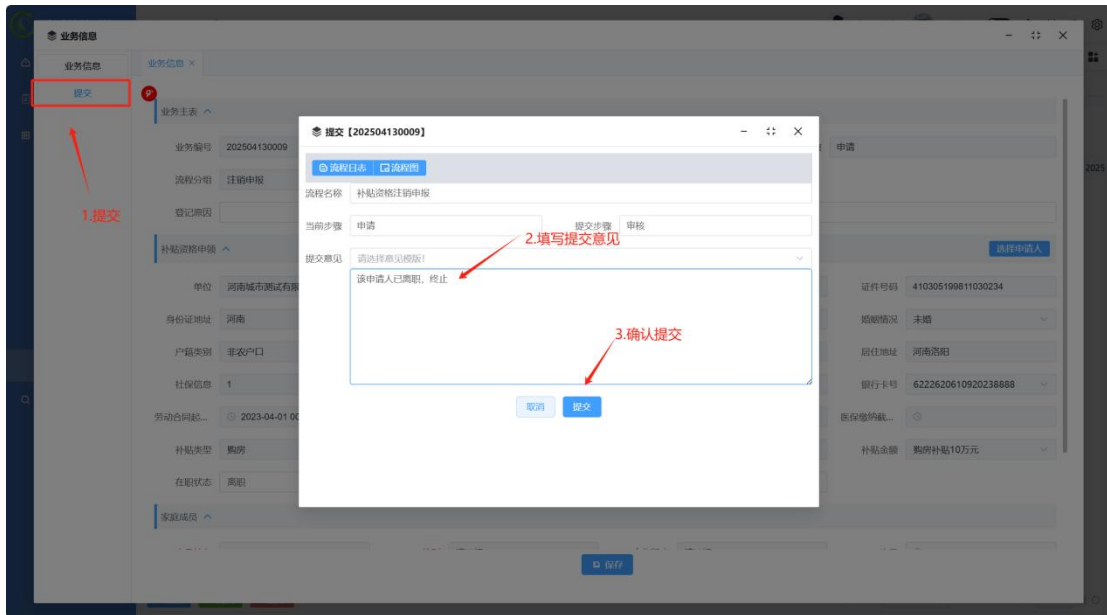 业务信息
业务信息
业务信息 ×
提交
业务主表
提交【202504130009】
业务编号 202504130009
申请
流程日志 流程图
流程分组 注销申报
2025
流程名称 补贴资格注销申报
登记原因
1.提交
当前步骤 申请 提交步骤 审核
2.填写提交意见
补贴资格申领
选择申请人
提交意见 请选择意见模版!
该申请人已离职,终止
单位 河南城市测试有限
证件号码 410305199811030234
身份证地址 河南
婚姻情况 未婚
3.确认提交
户籍类别 非农户口
居住地址 河南洛阳
社保信息 1
银行卡号 6222620610920238888
取消 提交
劳动合同起... 2023-04-01 00
医保缴纳截...
补贴类型 购房
补贴金额 购房补贴10万元
在职状态 离职
家庭成员
保存